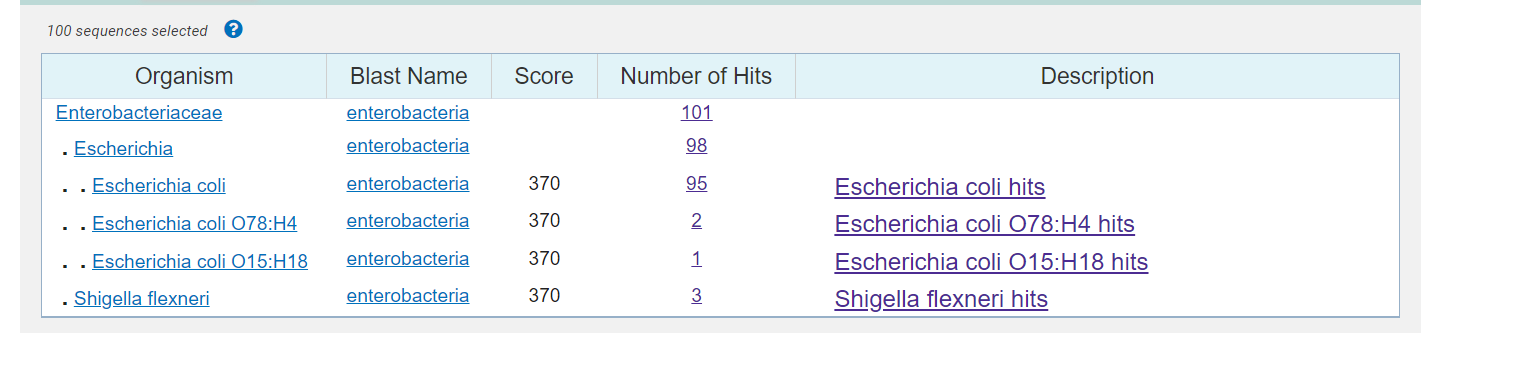 100 sequences selected ?
Organism Blast Name Score Number of Hits Description
Enterobacteriaceae enterobacteria 101
. Escherichia enterobacteria 98
. . Escherichia coli enterobacteria 370 95 Escherichia coli hits
. . Escherichia coli O78:H4 enterobacteria 370 2 Escherichia coli O78:H4 hits
. . Escherichia coli O15:H18 enterobacteria 370 1 Escherichia coli O15:H18 hits
. Shigella flexneri enterobacteria 370 3 Shigella flexneri hits